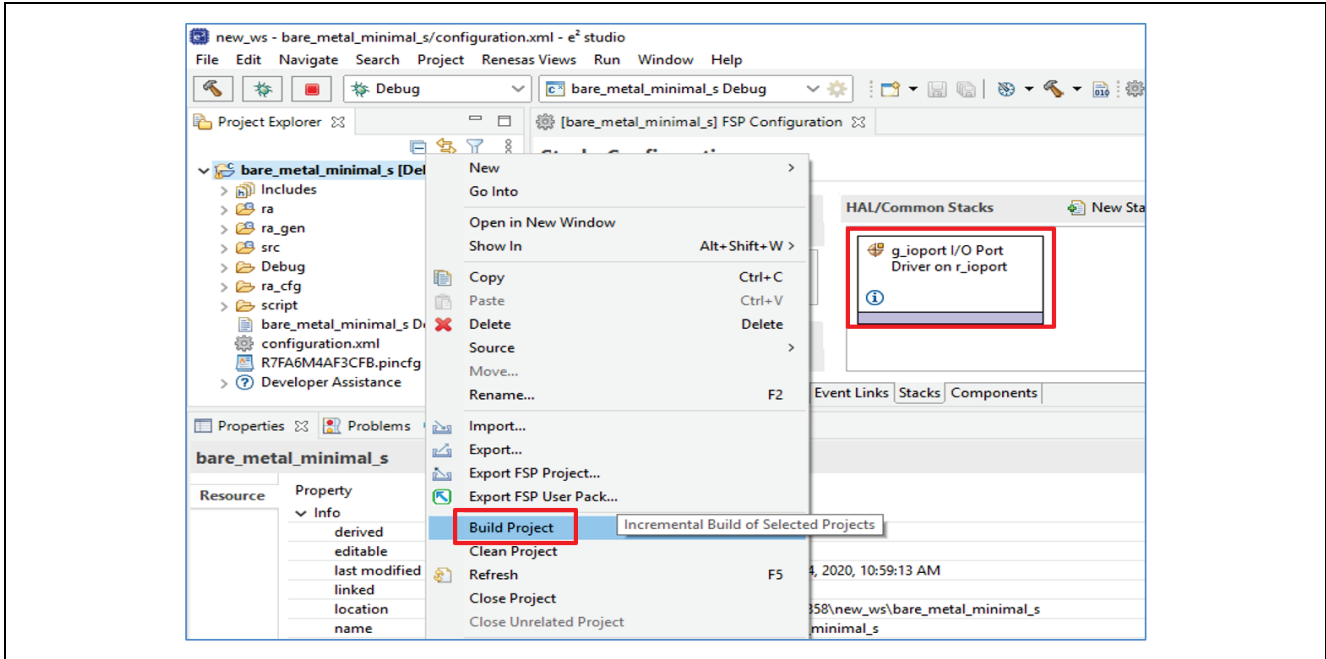 new_ws - bare_metal_minimal_s/configuration.xml - e² studio
File Edit Navigate Search Project Renesas Views Run Window Help
Debug
bare_metal_minimal_s Debug
Project Explorer
[bare_metal_minimal_s] FSP Configuration
bare_metal_minimal_s [Del
Includes
ra
ra_gen
src
Debug
ra_cfg
script
bare_metal_minimal_s De
configuration.xml
R7FA6M4AF3CFB.pincfg
Developer Assistance
New
Go Into
Open in New Window
Show In Alt+Shift+W >
Copy Ctrl+C
Paste Ctrl+V
Delete Delete
Source
Move...
Rename... F2
Import...
Export...
Export FSP Project...
Export FSP User Pack...
Build Project
Incremental Build of Selected Projects
Clean Project
Refresh F5
Close Project
Close Unrelated Project
HAL/Common Stacks New Sta
g_ioport I/O Port
Driver on r_ioport
Event Links Stacks Components
Properties Problems
bare_metal_minimal_s
Resource
Property
Info
derived
editable
last modified 4, 2020, 10:59:13 AM
linked
location 358\new_ws\bare_metal_minimal_s
name minimal_s